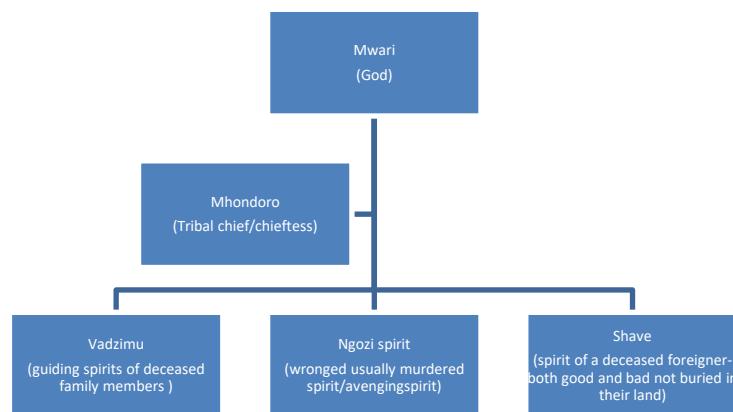 Mwari
(God)
Mhondoro
(Tribal chief/chieftess)
Vadzimu
(guiding spirits of deceased
family members )
Ngozi spirit
(wronged usually murdered
spirit/avengingspirit)
Shave
(spirit of a deceased foreigner-
both good and bad not buried in
their land)